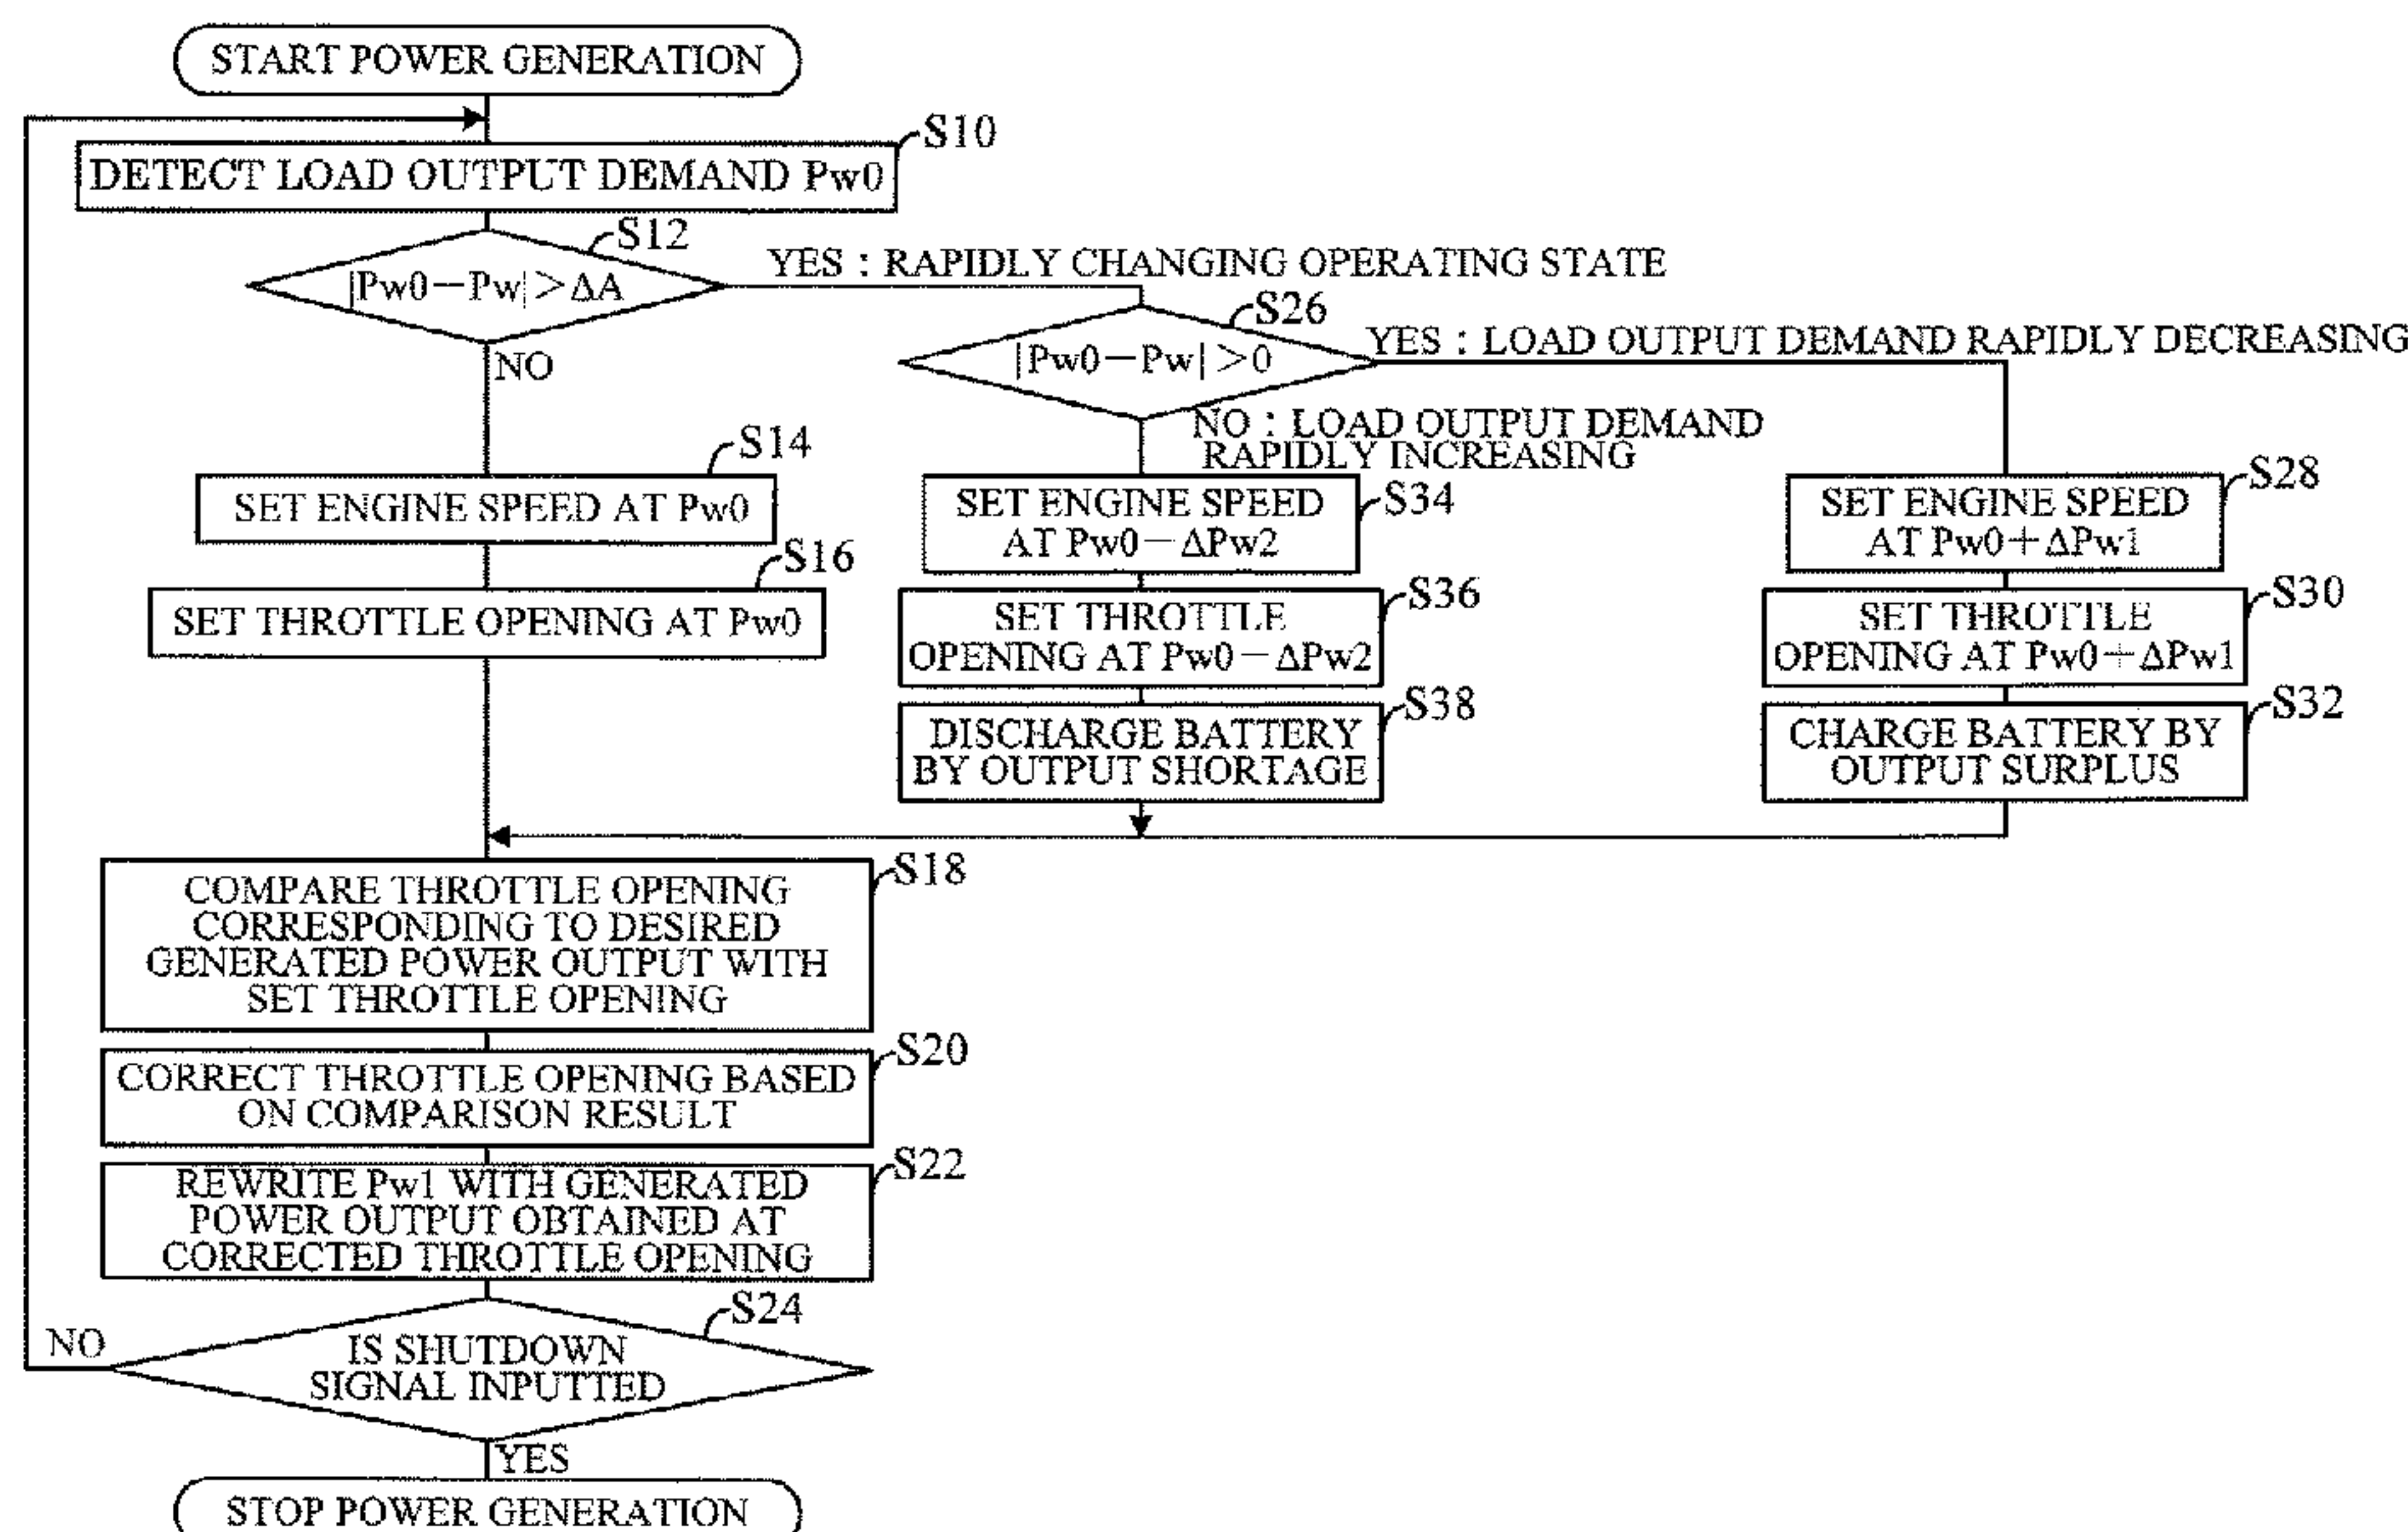 START POWER GENERATION
S10
DETECT LOAD OUTPUT DEMAND Pw0
S12
|Pw0−Pw|>ΔA
YES : RAPIDLY CHANGING OPERATING STATE
NO
S26
|Pw0−Pw|>0
YES : LOAD OUTPUT DEMAND RAPIDLY DECREASING
NO : LOAD OUTPUT DEMAND
RAPIDLY INCREASING
S14
SET ENGINE SPEED AT Pw0
S16
SET THROTTLE OPENING AT Pw0
S34
SET ENGINE SPEED
AT Pw0−ΔPw2
S36
SET THROTTLE
OPENING AT Pw0−ΔPw2
S38
DISCHARGE BATTERY
BY OUTPUT SHORTAGE
S28
SET ENGINE SPEED
AT Pw0+ΔPw1
S30
SET THROTTLE
OPENING AT Pw0+ΔPw1
S32
CHARGE BATTERY BY
OUTPUT SURPLUS
S18
COMPARE THROTTLE OPENING
CORRESPONDING TO DESIRED
GENERATED POWER OUTPUT WITH
SET THROTTLE OPENING
S20
CORRECT THROTTLE OPENING BASED
ON COMPARISON RESULT
S22
REWRITE Pw1 WITH GENERATED
POWER OUTPUT OBTAINED AT
CORRECTED THROTTLE OPENING
S24
IS SHUTDOWN
SIGNAL INPUTTED
NO
YES
STOP POWER GENERATION